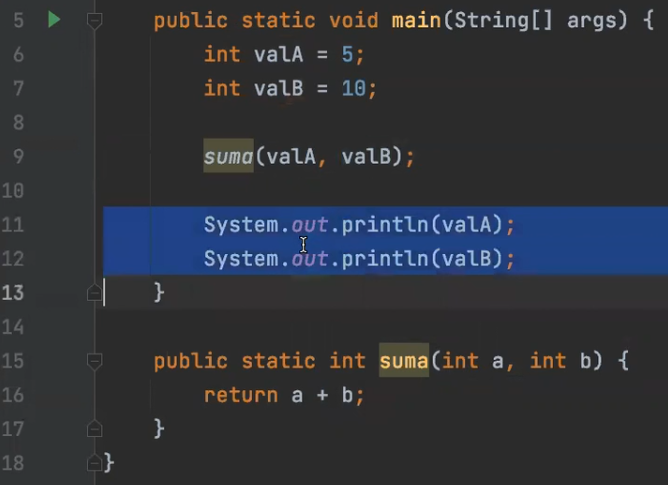 5 public static void main(String[] args) {
6 int valA = 5;
7 int valB = 10;
8
9 suma(valA, valB);
10
11 System.out.println(valA);
12 System.out.println(valB);
13 }
14
15 public static int suma(int a, int b) {
16 return a + b;
17 }
18 }